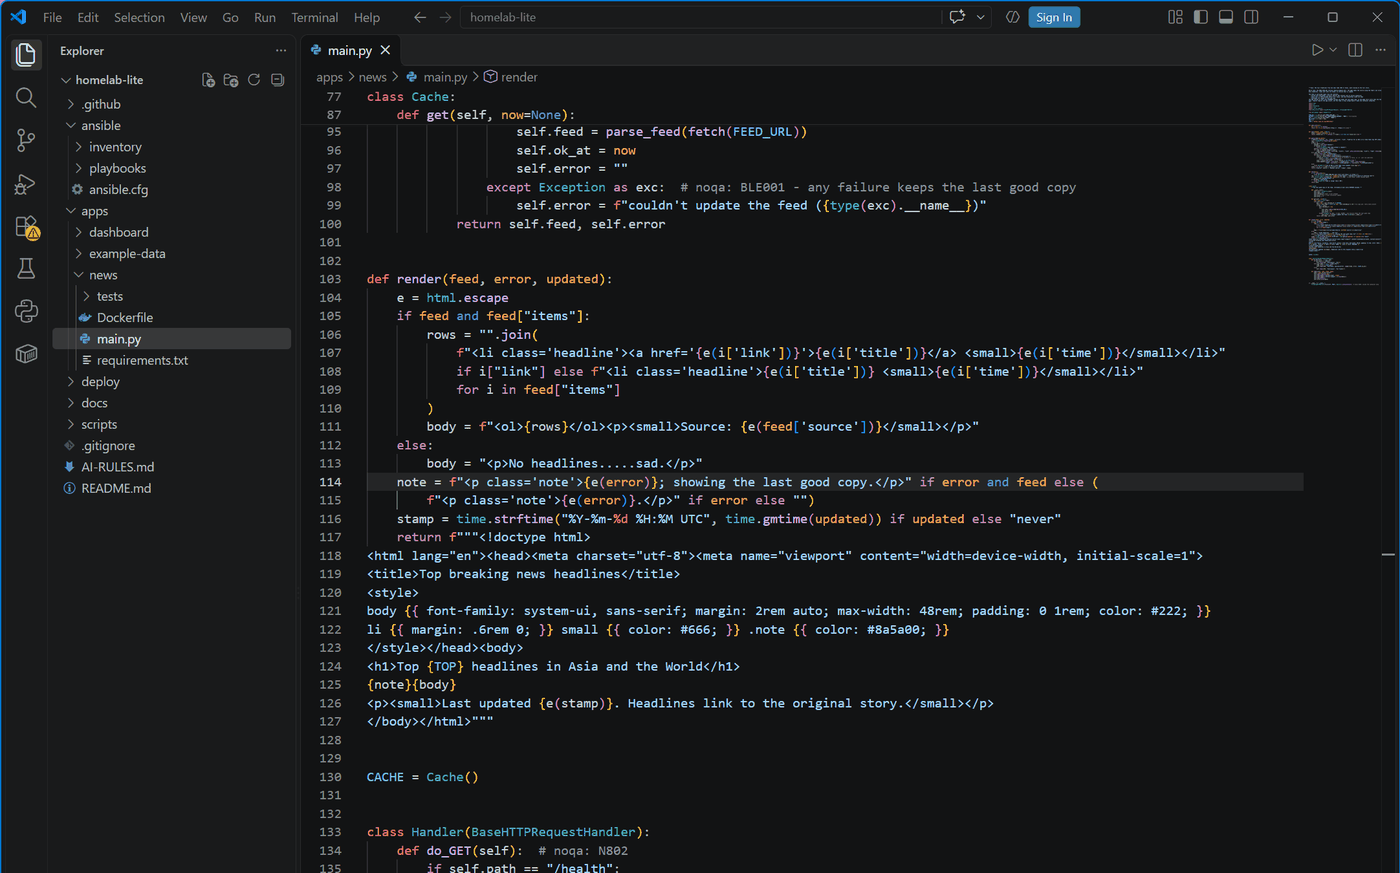 File Edit Selection View Go Run Terminal Help
homelab-lite
Sign In
Explorer
homelab-lite
.github
ansible
inventory
playbooks
ansible.cfg
apps
dashboard
example-data
news
tests
Dockerfile
main.py
requirements.txt
deploy
docs
scripts
.gitignore
AI-RULES.md
README.md
main.py
apps > news > main.py > render
77 class Cache:
87 def get(self, now=None):
95 self.feed = parse_feed(fetch(FEED_URL))
96 self.ok_at = now
97 self.error = ""
98 except Exception as exc:  # noqa: BLE001 - any failure keeps the last good copy
99 self.error = f"couldn't update the feed ({type(exc).__name__})"
100 return self.feed, self.error
101
102
103 def render(feed, error, updated):
104 e = html.escape
105 if feed and feed["items"]:
106 rows = "".join(
107 f"<li class='headline'><a href='{e(i['link'])}'>{e(i['title'])}</a> <small>{e(i['time'])}</small></li>"
108 if i["link"] else f"<li class='headline'>{e(i['title'])} <small>{e(i['time'])}</small></li>"
109 for i in feed["items"]
110 )
111 body = f"<ol>{rows}</ol><p><small>Source: {e(feed['source'])}</small></p>"
112 else:
113 body = "<p>No headlines.....sad.</p>"
114 note = f"<p class='note'>{e(error)}; showing the last good copy.</p>" if error and feed else (
115 f"<p class='note'>{e(error)}.</p>" if error else "")
116 stamp = time.strftime("%Y-%m-%d %H:%M UTC", time.gmtime(updated)) if updated else "never"
117 return f"""<!doctype html>
118 <html lang="en"><head><meta charset="utf-8"><meta name="viewport" content="width=device-width, initial-scale=1">
119 <title>Top breaking news headlines</title>
120 <style>
121 body {{ font-family: system-ui, sans-serif; margin: 2rem auto; max-width: 48rem; padding: 0 1rem; color: #222; }}
122 li {{ margin: .6rem 0; }} small {{ color: #666; }} .note {{ color: #8a5a00; }}
123 </style></head><body>
124 <h1>Top {TOP} headlines in Asia and the World</h1>
125 {note}{body}
126 <p><small>Last updated {e(stamp)}. Headlines link to the original story.</small></p>
127 </body></html>"""
128
129
130 CACHE = Cache()
131
132
133 class Handler(BaseHTTPRequestHandler):
134 def do_GET(self):  # noqa: N802
135 if self.path == "/health":